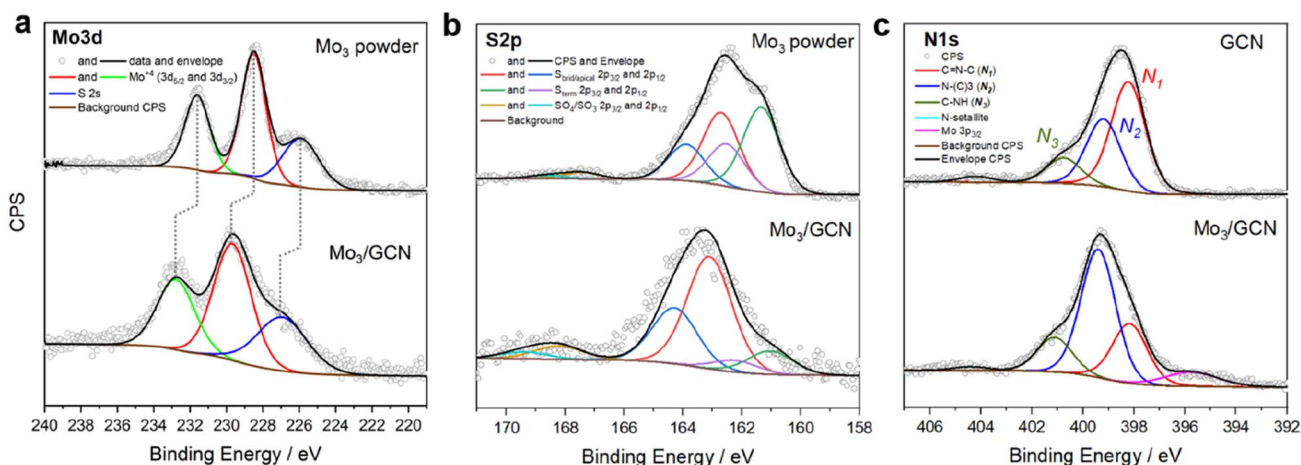 a
Mo3d
Mo₃ powder
and data and envelope
and Mo⁺⁴ (3d₅/₂ and 3d₃/₂)
S 2s
Background CPS
Mo₃/GCN
CPS
240 238 236 234 232 230 228 226 224 222 220
Binding Energy / eV
b
S2p
Mo₃ powder
and CPS and Envelope
and S brid/apical 2p₃/₂ and 2p₁/₂
and S term 2p₃/₂ and 2p₁/₂
and SO₄/SO₃ 2p₃/₂ and 2p₁/₂
Background
Mo₃/GCN
170 168 166 164 162 160 158
Binding Energy / eV
c
N1s
GCN
CPS
C=N-C (N₁)
N-(C)3 (N₂)
C-NH (N₃)
N-setallite
Mo 3p₃/₂
Background CPS
Envelope CPS
N₁
N₂
N₃
Mo₃/GCN
406 404 402 400 398 396 394 392
Binding Energy / eV